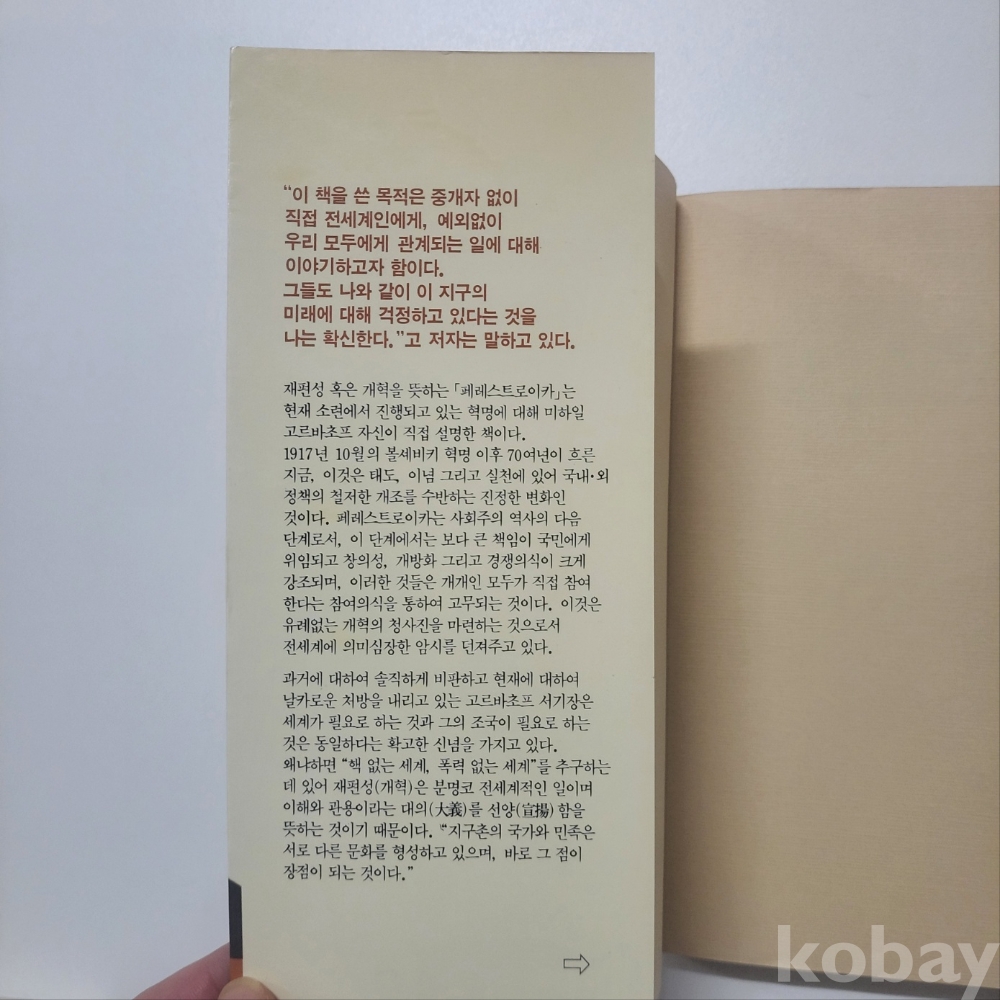 “이 책을 쓴 목적은 중개자 없이
직접 전세계인에게, 예외없이
우리 모두에게 관계되는 일에 대해
이야기하고자 함이다.
그들도 나와 같이 이 지구의
미래에 대해 걱정하고 있다는 것을
나는 확신한다.”고 저자는 말하고 있다.
재편성 혹은 개혁을 뜻하는 「페레스트로이카」는
현재 소련에서 진행되고 있는 혁명에 대해 미하일
고르바초프 자신이 직접 설명한 책이다.
1917년 10월의 볼셰비키 혁명 이후 70여년이 흐른
지금, 이것은 태도, 이념 그리고 실천에 있어 국내·외
정책의 철저한 개조를 수반하는 진정한 변화인
것이다. 페레스트로이카는 사회주의 역사의 다음
단계로서, 이 단계에서는 보다 큰 책임이 국민에게
위임되고 창의성, 개방화 그리고 경쟁의식이 크게
강조되며, 이러한 것들은 개개인 모두가 직접 참여
한다는 참여의식을 통하여 고무되는 것이다. 이것은
유례없는 개혁의 청사진을 마련하는 것으로서
전세계에 의미심장한 암시를 던져주고 있다.
과거에 대하여 솔직하게 비판하고 현재에 대하여
날카로운 처방을 내리고 있는 고르바초프 서기장은
세계가 필요로 하는 것과 그의 조국이 필요로 하는
것은 동일하다는 확고한 신념을 가지고 있다.
왜냐하면 “핵 없는 세계, 폭력 없는 세계”를 추구하는
데 있어 재편성(개혁)은 분명코 전세계적인 일이며
이해와 관용이라는 대의(大義)를 선양(宣揚)함을
뜻하는 것이기 때문이다. “지구촌의 국가와 민족은
서로 다른 문화를 형성하고 있으며, 바로 그 점이
장점이 되는 것이다.”
kobay